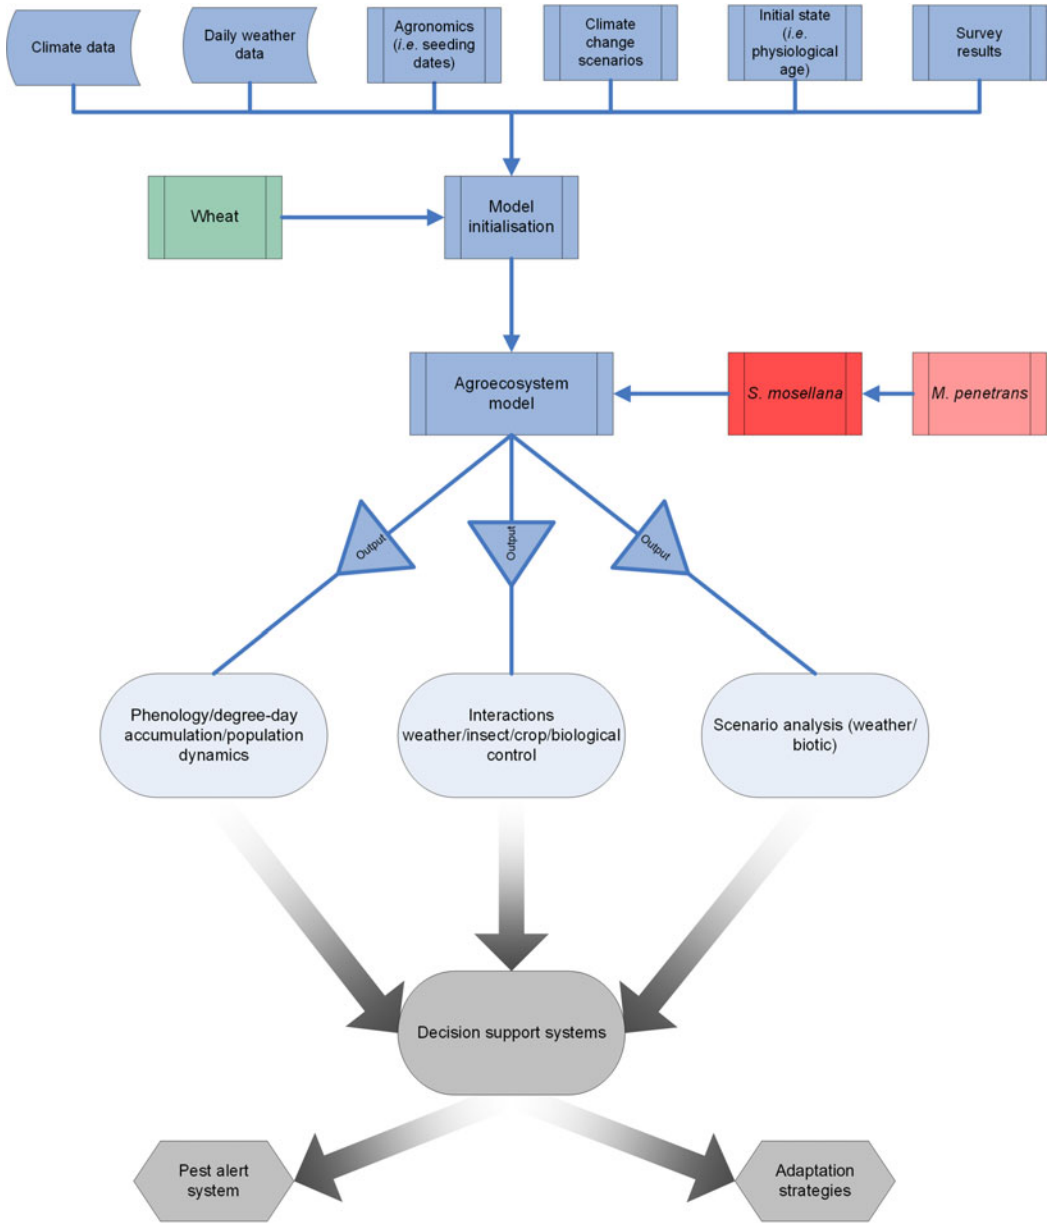 Climate data
Daily weather
data
Agronomics
(i.e. seeding
dates)
Climate
change
scenarios
Initial state
(i.e.
physiological
age)
Survey
results
Wheat
Model
initialisation
Agroecosystem
model
S. mosellana
M. penetrans
Output
Output
Output
Phenology/degree-day
accumulation/population
dynamics
Interactions
weather/insect/crop/biological
control
Scenario analysis (weather/
biotic)
Decision support systems
Pest alert
system
Adaptation
strategies